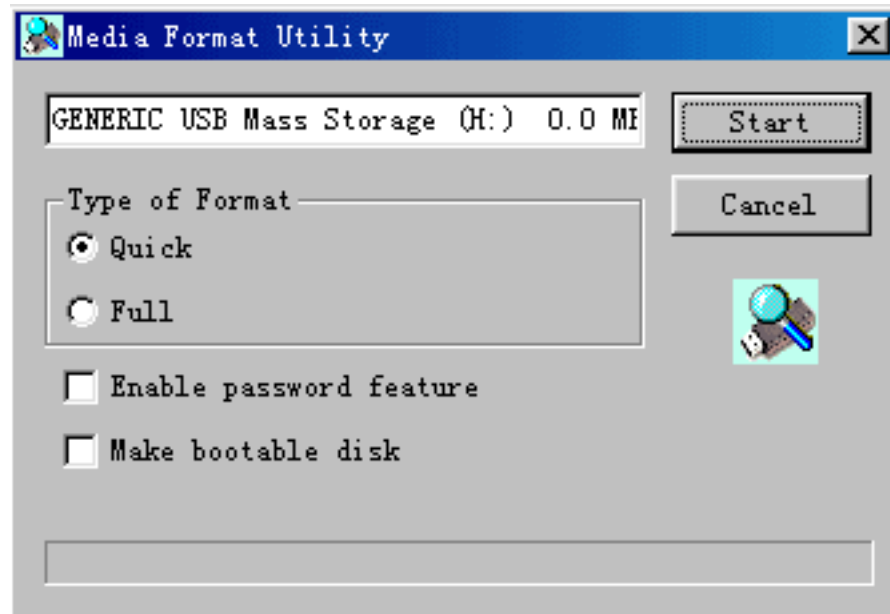 Media Format Utility
GENERIC USB Mass Storage (H:) 0.0 
Start
Type of Format
Cancel
Quick
Full
Enable password feature
Make bootable disk